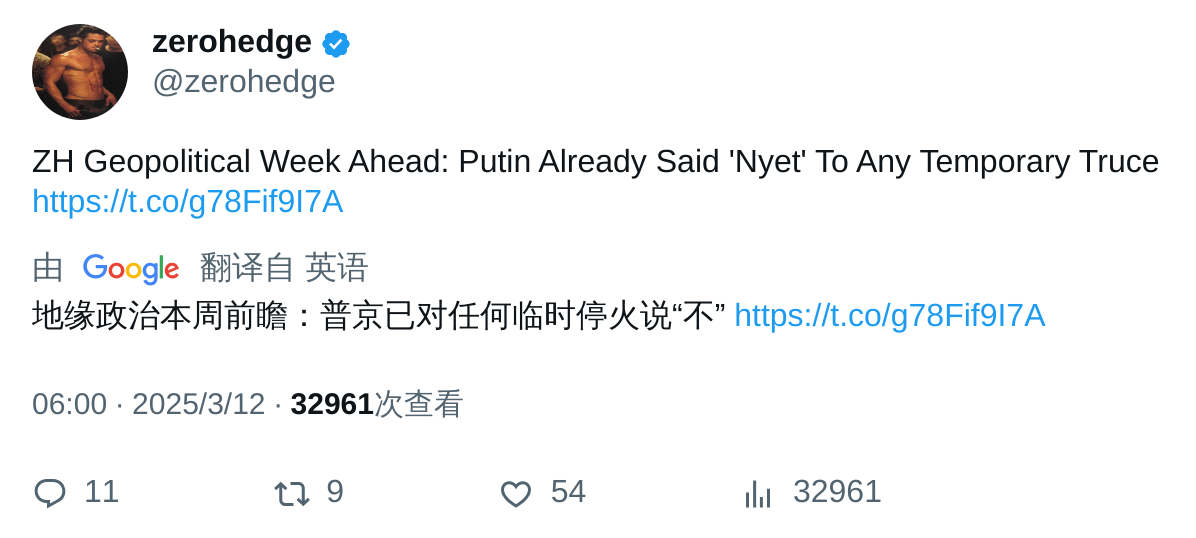 zerohedge
@zerohedge
ZH Geopolitical Week Ahead: Putin Already Said 'Nyet' To Any Temporary Truce
https://t.co/g78Fif9I7A
由 Google 翻译自 英语
地缘政治本周前瞻：普京已对任何临时停火说“不” https://t.co/g78Fif9I7A
06:00 · 2025/3/12 · 32961次查看
11 9 54 32961